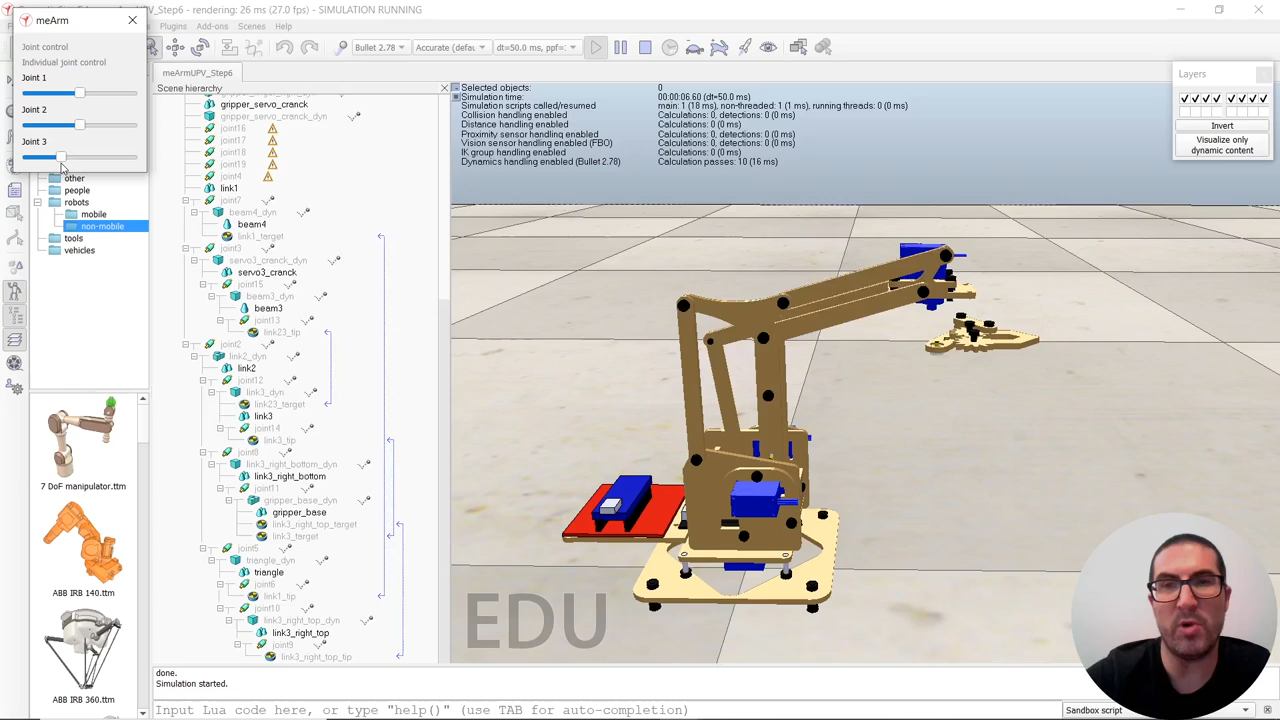 UPV_Step6 - rendering: 26 ms (27.0 fps) - SIMULATION RUNNING
meArm
Plugins Add-ons Scenes Help
Joint control
Individual joint control
Joint 1
Joint 2
Joint 3
Bullet 2.78
Accurate (defau
dt=50.0 ms, ppf=
meArmUPV_Step6
Scene hierarchy
gripper_servo_cranck
gripper_servo_cranck_dyn
joint16
joint17
joint18
joint19
joint4
link1
joint7
beam4_dyn
beam4
link1_target
joint3
servo3_cranck_dyn
servo3_cranck
joint15
beam3_dyn
beam3
joint13
link23_tip
joint2
link2_dyn
link2
joint12
link3_dyn
link23_target
link3
joint14
link3_tip
joint8
link3_right_bottom_dyn
link3_right_bottom
joint11
gripper_base_dyn
gripper_base
link3_right_top_target
link3_target
joint5
triangle_dyn
triangle
joint6
link1_tip
joint10
link3_right_top_dyn
link3_right_top
joint9
link3_right_top_tip
Selected objects: 0
Simulation time: 00:00:06.60 (dt=50.0 ms)
Simulation scripts called/resumed main: 1 (18 ms), non-threaded: 1 (1 ms), running threads: 0 (0 ms)
Collision handling enabled Calculations: 0, detections: 0 (0 ms)
Distance handling enabled Calculations: 0 (0 ms)
Proximity sensor handling enabled Calculations: 0, detections: 0 (0 ms)
Vision sensor handling enabled (FBO) Calculations: 0, detections: 0 (0 ms)
IK group handling enabled Calculations: 0 (0 ms)
Dynamics handling enabled (Bullet 2.78) Calculation passes: 10 (16 ms)
Layers
Invert
Visualize only
dynamic content
other
people
robots
mobile
non-mobile
tools
vehicles
7 DoF manipulator.ttm
ABB IRB 140.ttm
ABB IRB 360.ttm
EDU
done.
Simulation started.
Input Lua code here, or type "help()" (use TAB for auto-completion)
Sandbox script